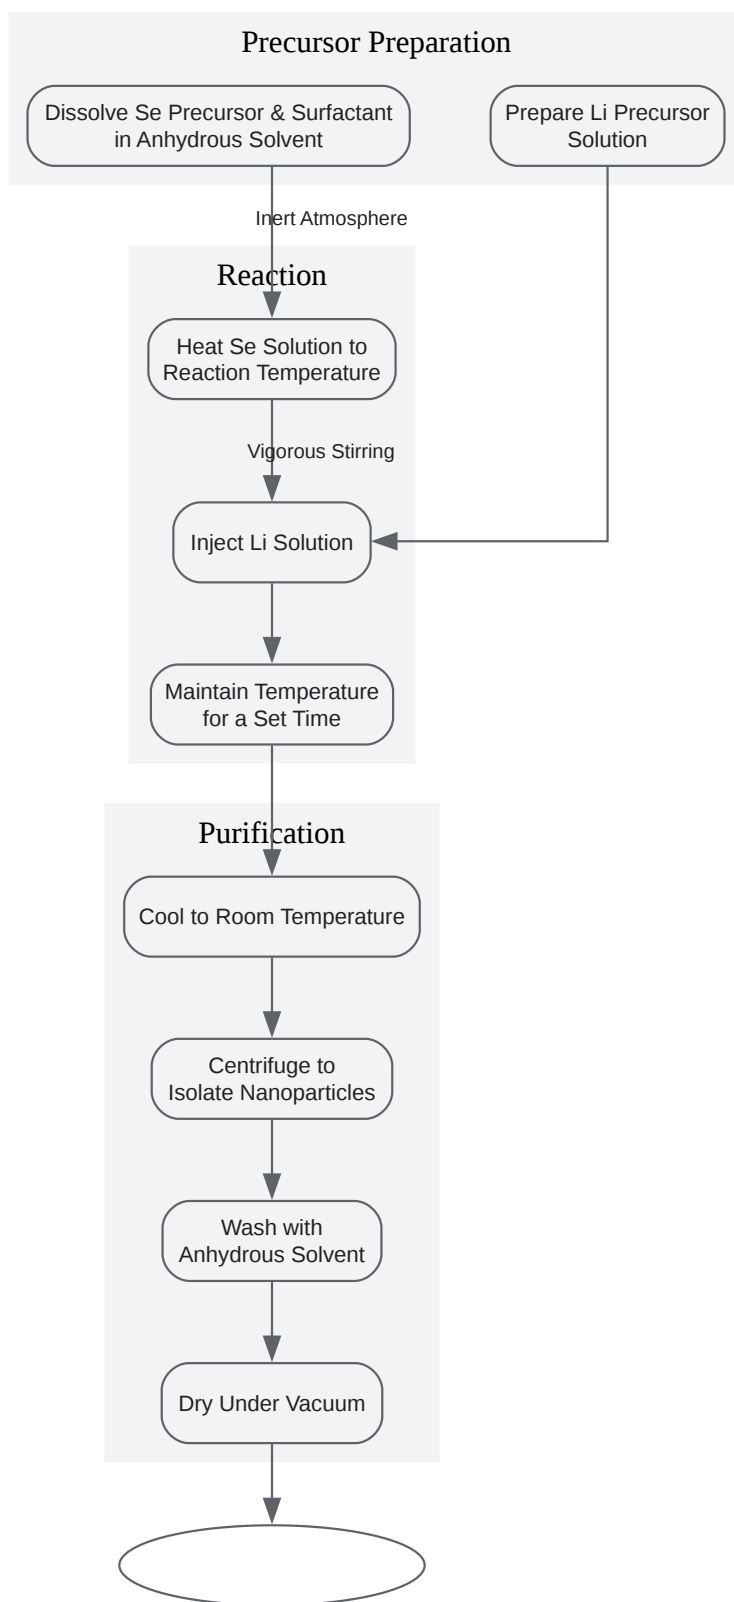 Precursor Preparation
Dissolve Se Precursor & Surfactant
in Anhydrous Solvent
Prepare Li Precursor
Solution
Inert Atmosphere
Reaction
Heat Se Solution to
Reaction Temperature
Vigorous Stirring
Inject Li Solution
Maintain Temperature
for a Set Time
Purification
Cool to Room Temperature
Centrifuge to
Isolate Nanoparticles
Wash with
Anhydrous Solvent
Dry Under Vacuum